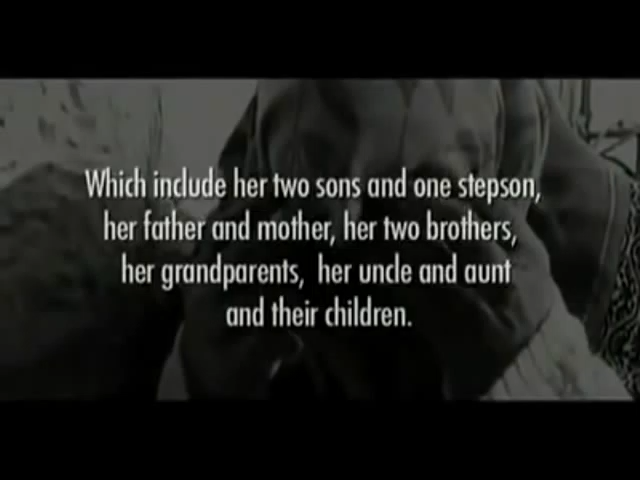 Which include her two sons and one stepson,
her father and mother, her two brothers,
her grandparents, her uncle and aunt
and their children.